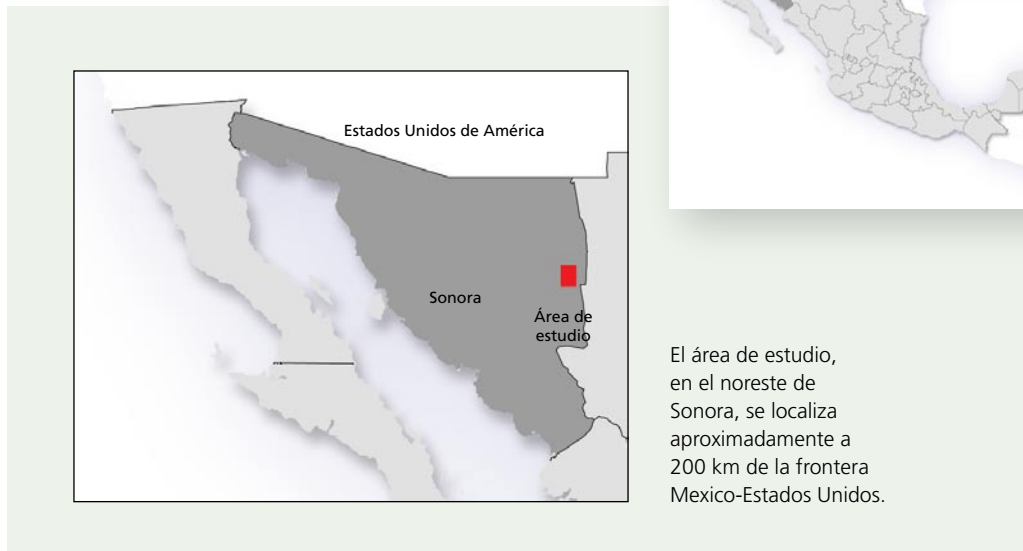 Estados Unidos de América
Sonora
Área de
estudio
El área de estudio,
en el noreste de
Sonora, se localiza
aproximadamente a
200 km de la frontera
Mexico-Estados Unidos.